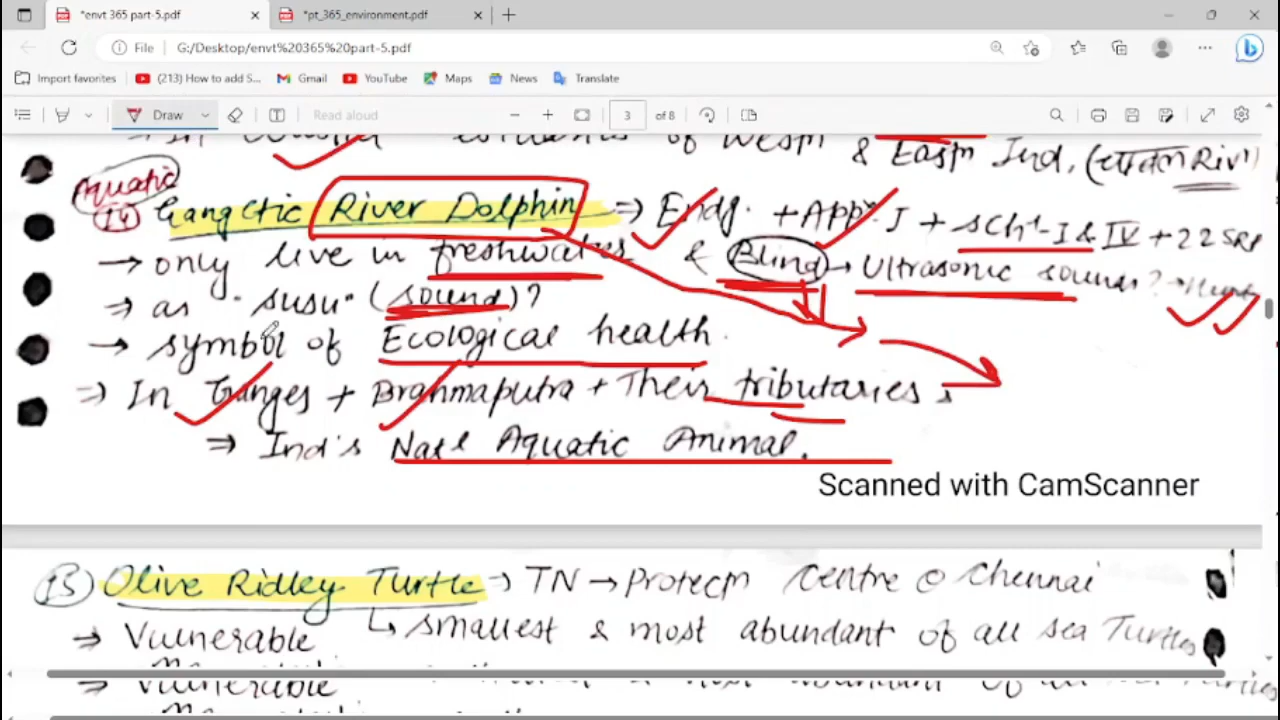 *envt 365 part-5.pdf
*pt_365_environment.pdf
File G:/Desktop/envt%20365%20part-5.pdf
Import favorites (213) How to add S... Gmail YouTube Maps News Translate
Draw Read aloud 3 of 8
→ In of Westn & Eastn Ind,
Aquatic
14 Gangetic River Dolphin ⇒ Endg. + Appx I + sch-I & IV +
→ only live in freshwater & Blind → Ultrasonic sounds? →
⇒ as "susu" (sound)?
→ symbol of Ecological health.
⇒ In Ganges + Brahmaputra + Their tributaries.
⇒ Ind's Natl Aquatic Animal.
Scanned with CamScanner
15) Olive Ridley Turtle → TN → Protectn Centre @ Chennai
⇒ Vulnerable ↳ smallest & most abundant of all sea Turtles
⇒ Vulnerable